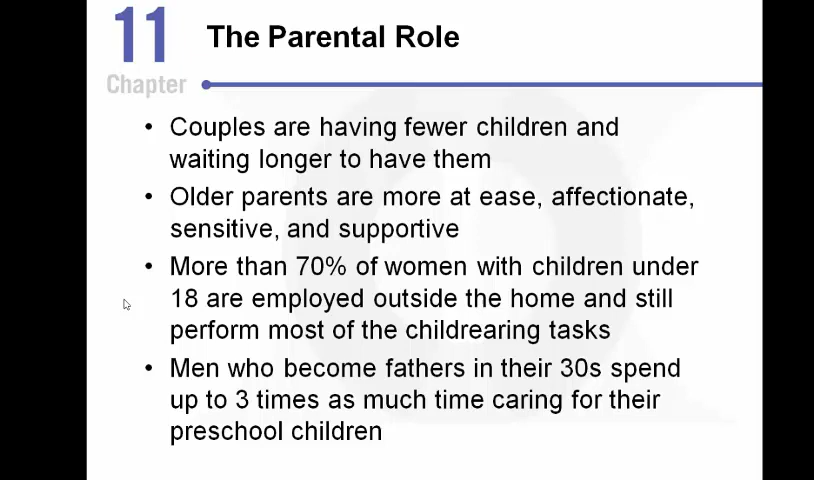 11
Chapter
The Parental Role
• Couples are having fewer children and
waiting longer to have them
• Older parents are more at ease, affectionate,
sensitive, and supportive
• More than 70% of women with children under
18 are employed outside the home and still
perform most of the childrearing tasks
• Men who become fathers in their 30s spend
up to 3 times as much time caring for their
preschool children